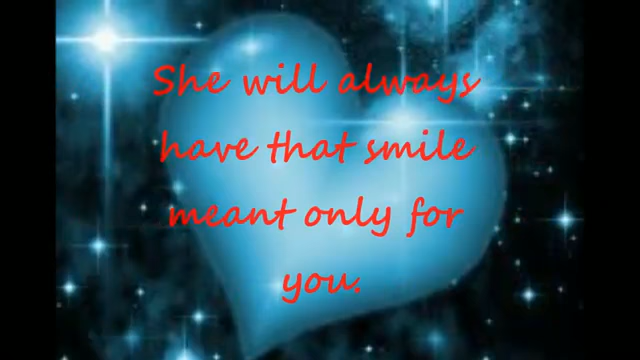 She will always
have that smile
meant only for
you.